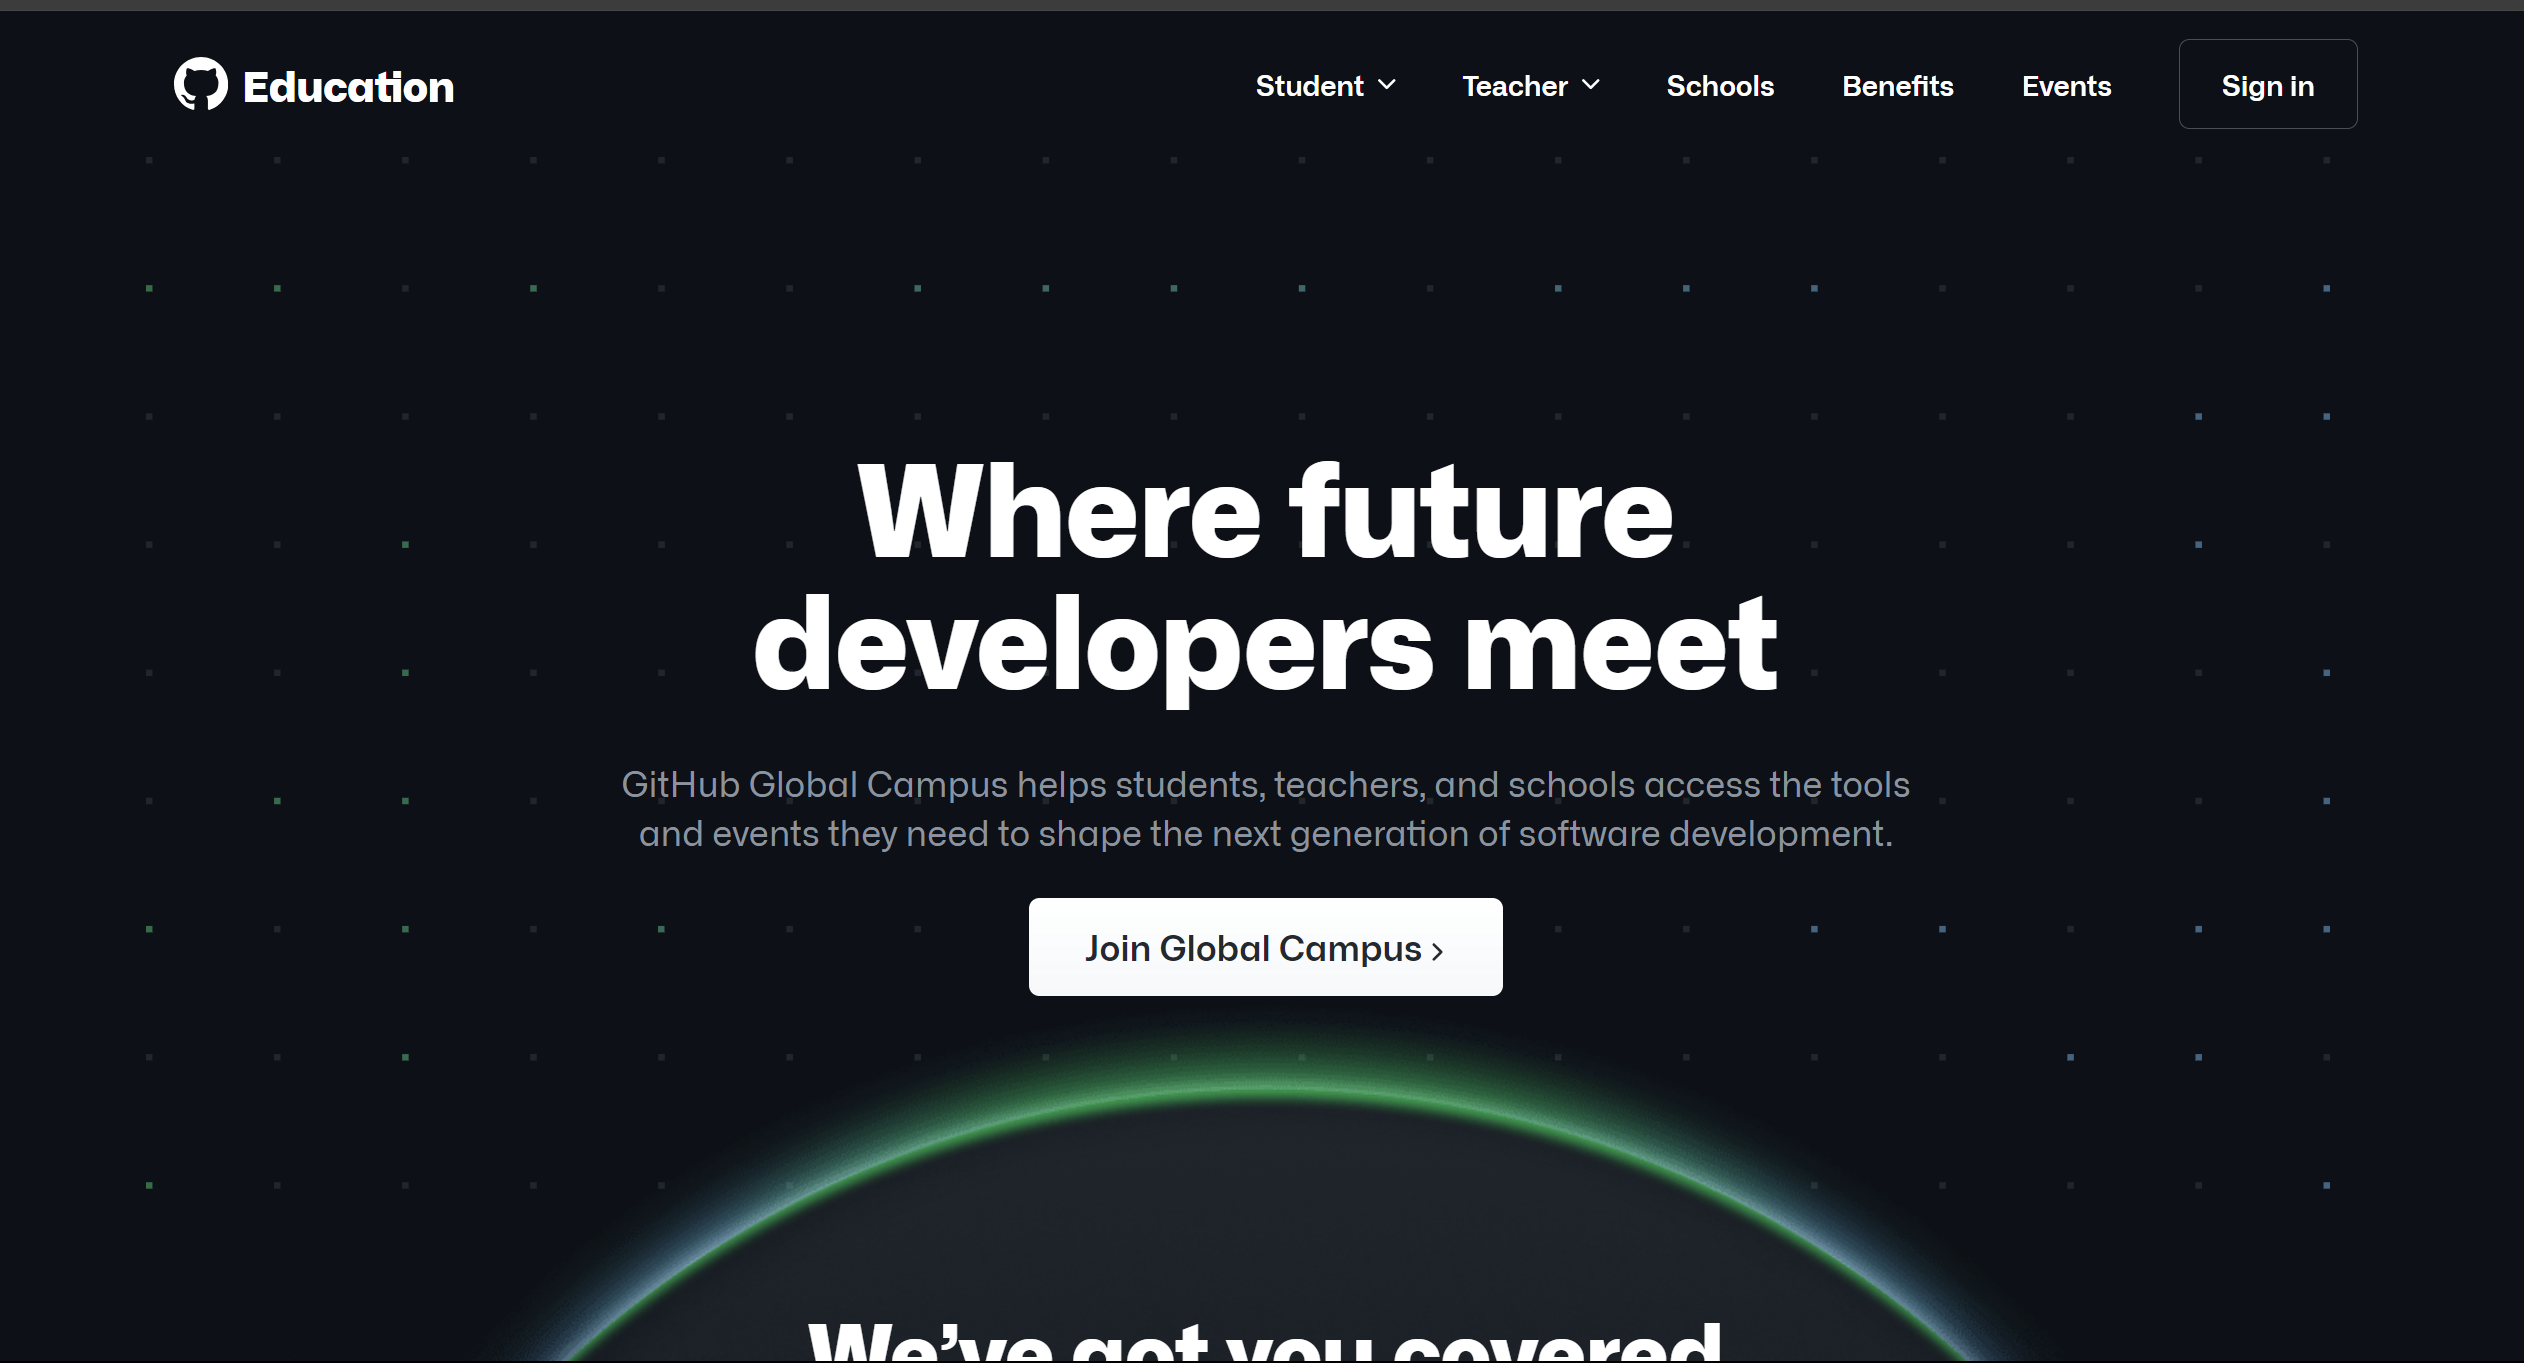 Education
Student
Teacher
Schools
Benefits
Events
Sign in
Where future
developers meet
GitHub Global Campus helps students, teachers, and schools access the tools
and events they need to shape the next generation of software development.
Join Global Campus ›
We’ve got you covered